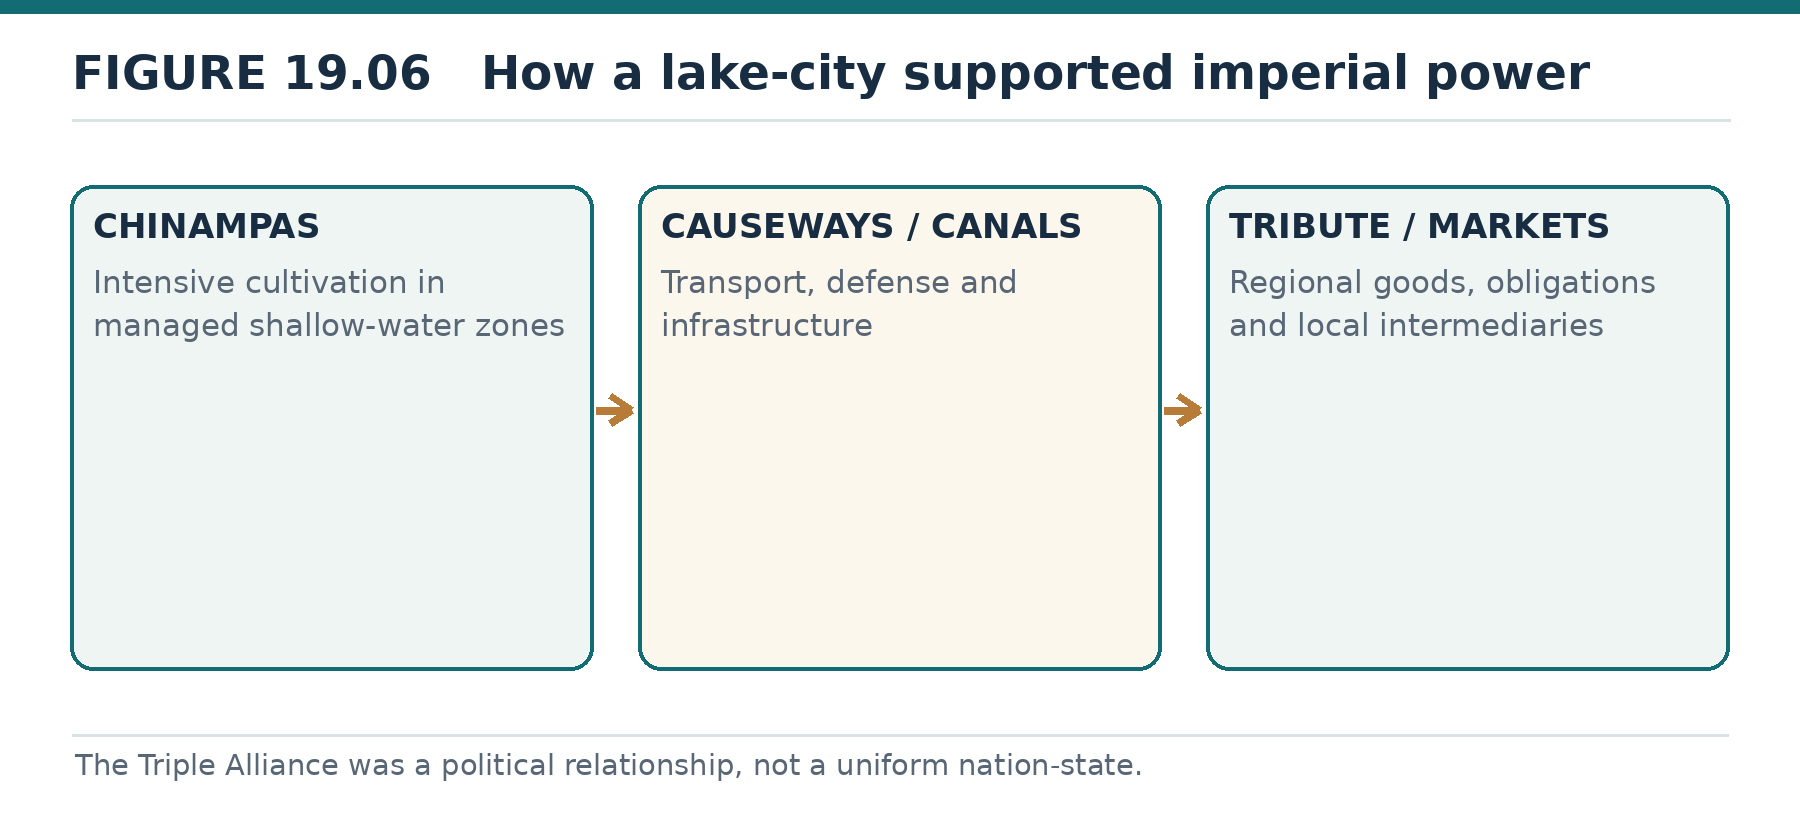 FIGURE 19.06 How a lake-city supported imperial power
CHINAMPAS
Intensive cultivation in
managed shallow-water zones
CAUSEWAYS / CANALS
Transport, defense and
infrastructure
TRIBUTE / MARKETS
Regional goods, obligations
and local intermediaries
The Triple Alliance was a political relationship, not a uniform nation-state.